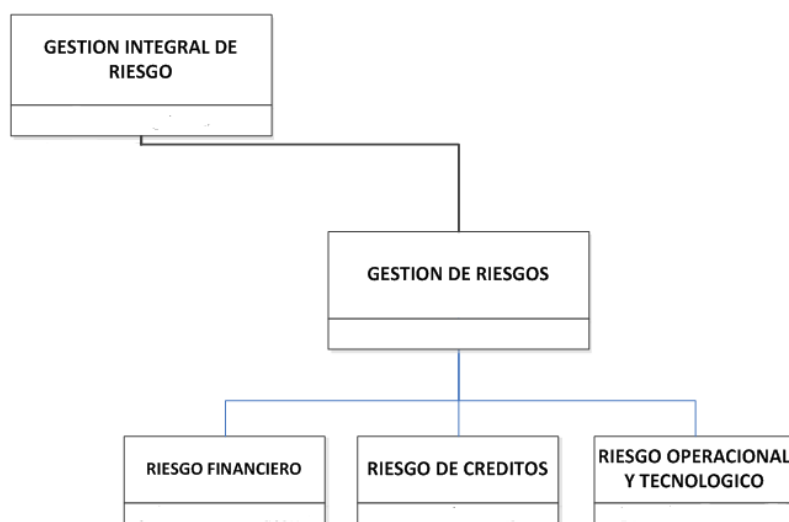 GESTION INTEGRAL DE
RIESGO
GESTION DE RIESGOS
RIESGO FINANCIERO
RIESGO DE CREDITOS
RIESGO OPERACIONAL
Y TECNOLOGICO